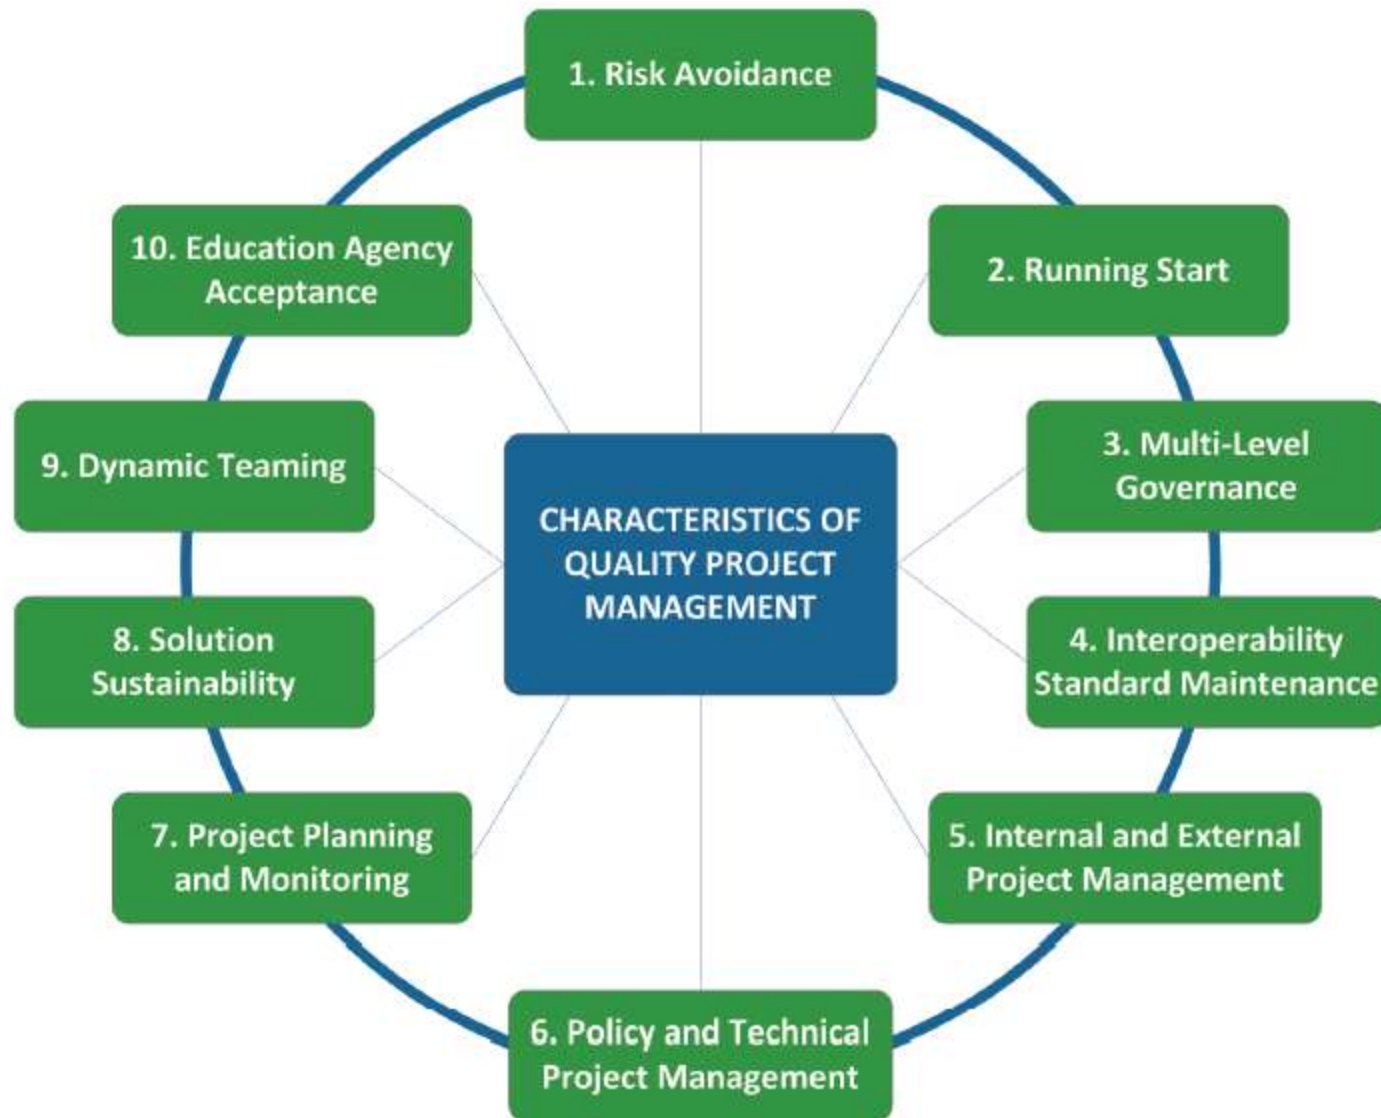 1. Risk Avoidance
2. Running Start
3. Multi-Level
Governance
4. Interoperability
Standard Maintenance
5. Internal and External
Project Management
6. Policy and Technical
Project Management
7. Project Planning
and Monitoring
8. Solution
Sustainability
9. Dynamic Teaming
10. Education Agency
Acceptance
CHARACTERISTICS OF
QUALITY PROJECT
MANAGEMENT